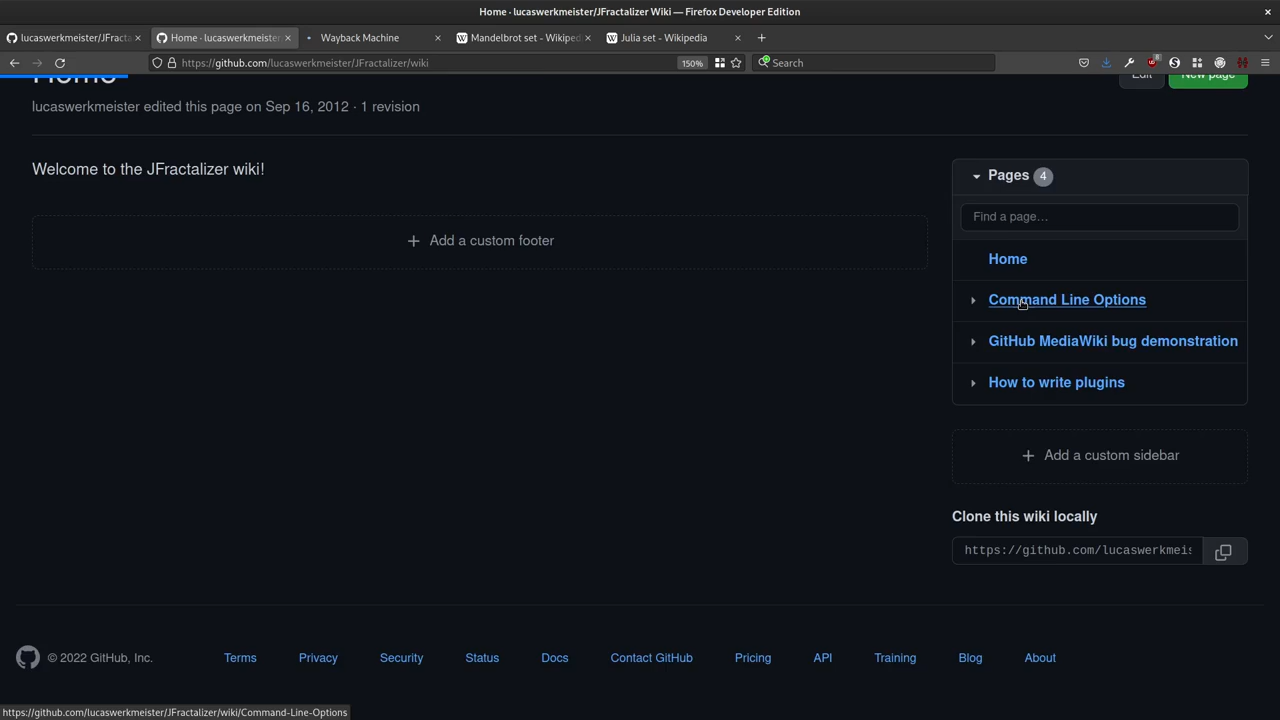 Home · lucaswerkmeister/JFractalizer Wiki — Firefox Developer Edition
lucaswerkmeister/JFracta
Home · lucaswerkmeister
Wayback Machine
Mandelbrot set - Wikiped
Julia set - Wikipedia
https://github.com/lucaswerkmeister/JFractalizer/wiki
150%
Search
Home
Edit
New page
lucaswerkmeister edited this page on Sep 16, 2012 · 1 revision
Welcome to the JFractalizer wiki!
Add a custom footer
Pages 4
Find a page…
Home
Command Line Options
GitHub MediaWiki bug demonstration
How to write plugins
Add a custom sidebar
Clone this wiki locally
https://github.com/lucaswerkmeis
© 2022 GitHub, Inc.
Terms
Privacy
Security
Status
Docs
Contact GitHub
Pricing
API
Training
Blog
About
https://github.com/lucaswerkmeister/JFractalizer/wiki/Command-Line-Options